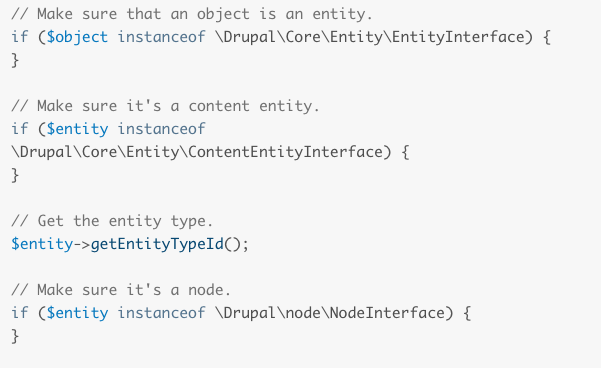 // Make sure that an object is an entity.
if ($object instanceof \Drupal\Core\Entity\EntityInterface) {
}
// Make sure it's a content entity.
if ($entity instanceof
\Drupal\Core\Entity\ContentEntityInterface) {
}
// Get the entity type.
$entity->getEntityTypeId();
// Make sure it's a node.
if ($entity instanceof \Drupal\node\NodeInterface) {
}